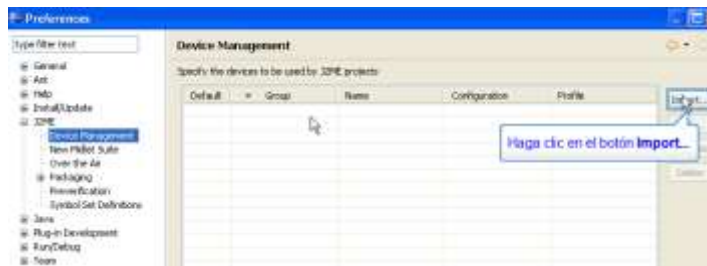 Preferences
type filter text
Device Management
Specify the devices to be used by J2ME projects
General
Ant
Help
Install/Update
J2ME
Device Management
New Midlet Suite
Over the Air
Packaging
Preverification
Symbol Set Definitions
Java
Plug-in Development
Run/Debug
Team
Default Group Name Configuration Profile
Import...
Haga clic en el botón Import...